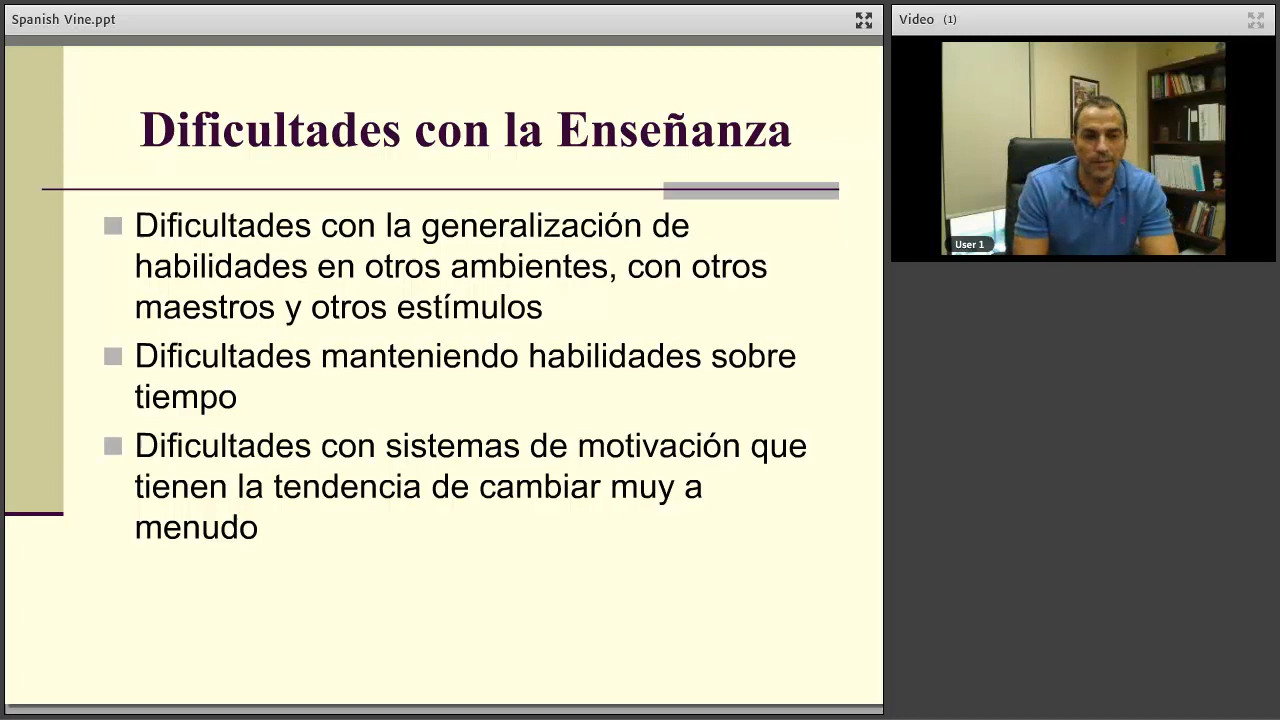 Spanish Vine.ppt
Video (1)
Dificultades con la Enseñanza
Dificultades con la generalización de
habilidades en otros ambientes, con otros
maestros y otros estímulos
Dificultades manteniendo habilidades sobre
tiempo
Dificultades con sistemas de motivación que
tienen la tendencia de cambiar muy a
menudo
User 1